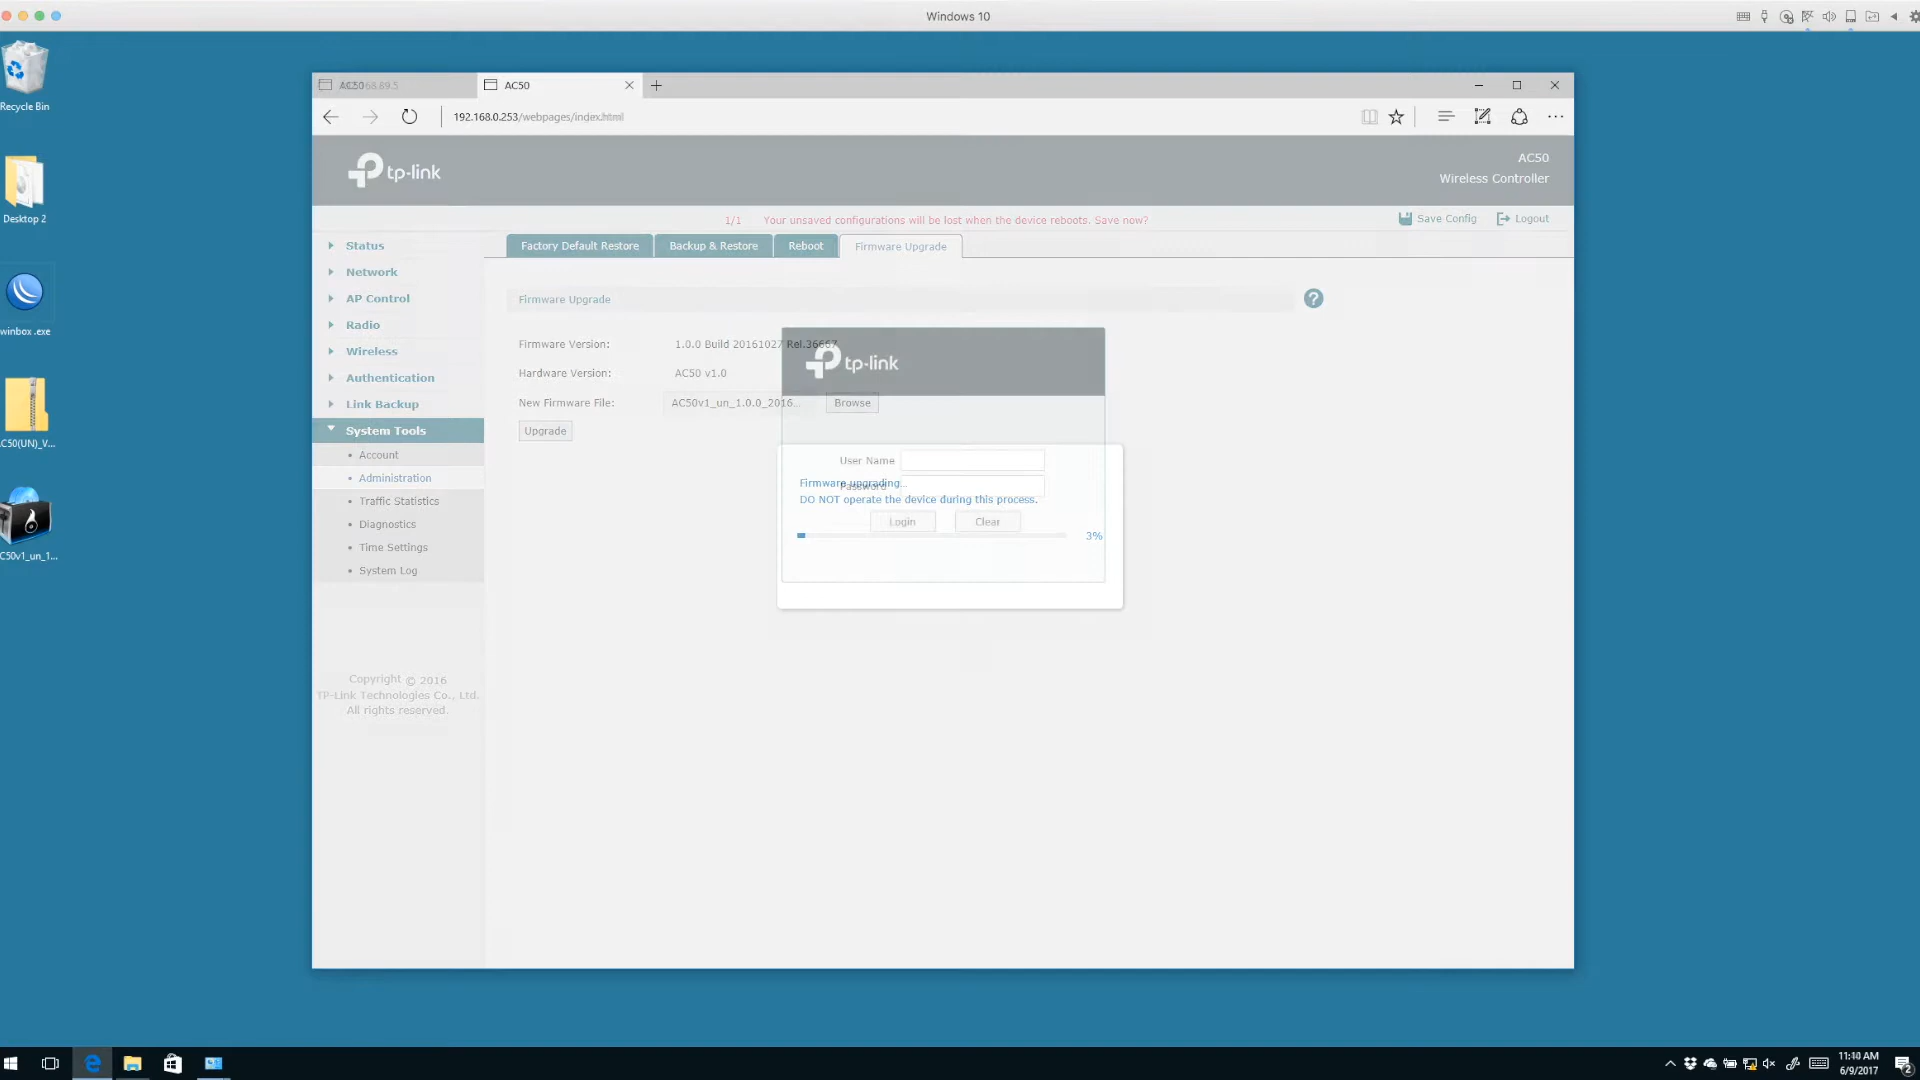 Windows 10
Recycle Bin
Desktop 2
winbox .exe
C50(UN)_V...
C50v1_un_1...
AC50
192.168.0.253/webpages/index.html
tp-link
AC50
Wireless Controller
1/1 Your unsaved configurations will be lost when the device reboots. Save now?
Save Config
Logout
Status
Network
AP Control
Radio
Wireless
Authentication
Link Backup
System Tools
Account
Administration
Traffic Statistics
Diagnostics
Time Settings
System Log
Copyright © 2016
TP-Link Technologies Co., Ltd.
All rights reserved.
Factory Default Restore
Backup & Restore
Reboot
Firmware Upgrade
Firmware Upgrade
?
Firmware Version: 1.0.0 Build 20161027 Rel.36667
Hardware Version: AC50 v1.0
New Firmware File: AC50v1_un_1.0.0_2016... Browse
Upgrade
tp-link
User Name
Password
Firmware upgrading...
DO NOT operate the device during this process.
Login
Clear
3%
6/9/2017
2